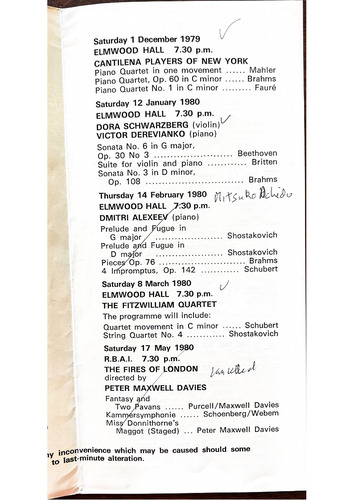 Saturday 1 December 1979
ELMWOOD HALL 7.30 p.m.
CANTILENA PLAYERS OF NEW YORK
Piano Quartet in one movement ...... Mahler
Piano Quartet, Op. 60 in C minor ...... Brahms
Piano Quartet No. 1 in C minor ......... Fauré
Saturday 12 January 1980
ELMWOOD HALL 7.30 p.m.
DORA SCHWARZBERG (violin)
VICTOR DEREVIANKO (piano)
Sonata No. 6 in G major,
Op. 30 No 3 ........................ Beethoven
Suite for violin and piano ............ Britten
Sonata No. 3 in D minor,
Op. 108 ............................. Brahms
Thursday 14 February 1980
Mitsuko Uchida
ELMWOOD HALL 7.30 p.m.
DMITRI ALEXEEV (piano)
Prelude and Fugue in
G major ........................ Shostakovich
Prelude and Fugue in
D major ........................ Shostakovich
Pieces Op. 76 ......................... Brahms
4 Impromptus, Op. 142 ............ Schubert
Saturday 8 March 1980
ELMWOOD HALL 7.30 p.m.
THE FITZWILLIAM QUARTET
The programme will include:
Quartet movement in C minor ...... Schubert
String Quartet No. 4 ............ Shostakovich
Saturday 17 May 1980
R.B.A.I. 7.30 p.m.
THE FIRES OF LONDON
cancelled
directed by
PETER MAXWELL DAVIES
Fantasy and
Two Pavans ...... Purcell/Maxwell Davies
Kammersymphonie ...... Schoenberg/Webern
Miss Donnithorne's
Maggot (Staged) ... Peter Maxwell Davies
inconvenience which may be caused should some
to last-minute alteration.